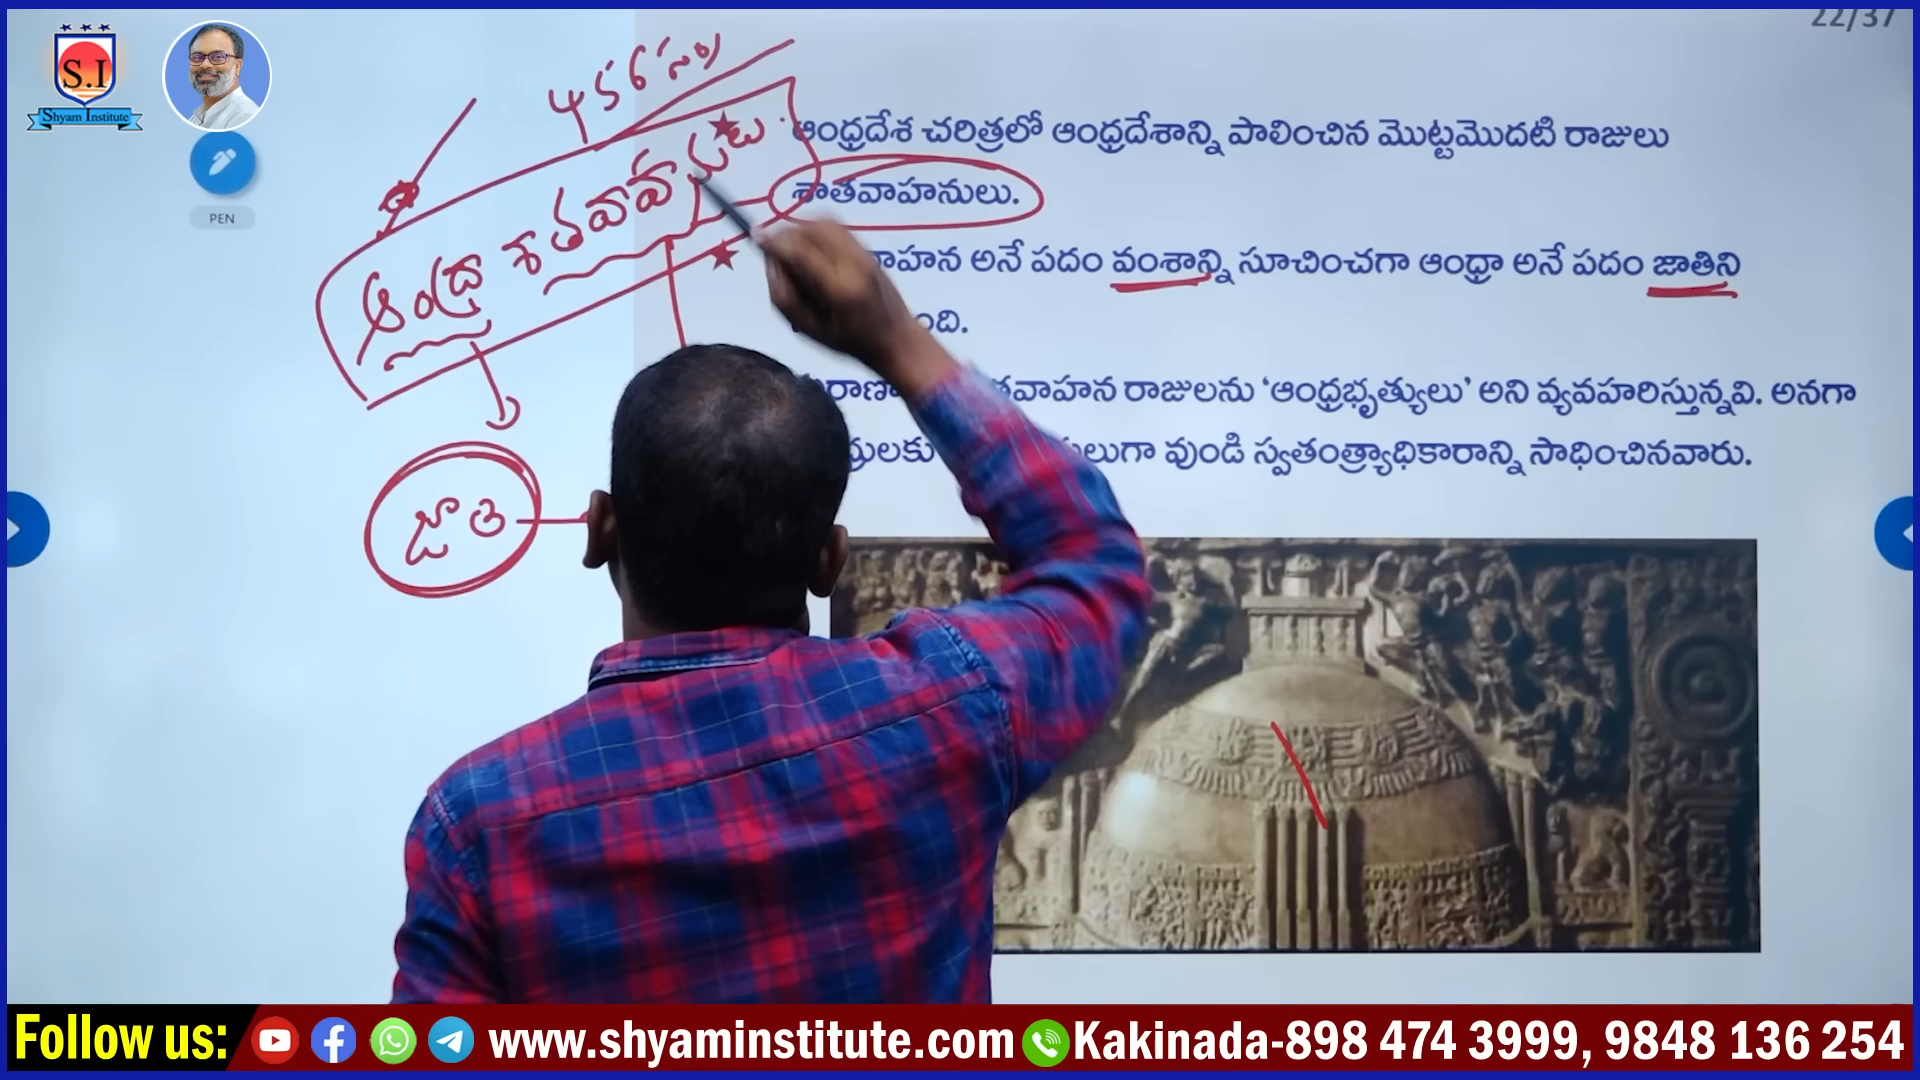 22/37
S.I
Shyam Institute
PEN
456 సం॥
ఆంధ్రా శతవాహనులు
జాతి
ఆంధ్రదేశ చరిత్రలో ఆంధ్రదేశాన్ని పాలించిన మొట్టమొదటి రాజులు
శాతవాహనులు.
వాహన అనే పదం వంశాన్ని సూచించగా ఆంధ్రా అనే పదం జాతిని
ది.
వాహన రాజులను ‘ఆంధ్రభృత్యులు’ అని వ్యవహరిస్తున్నవి. అనగా
లుగా వుండి స్వతంత్ర్యాధికారాన్ని సాధించినవారు.
Follow us: www.shyaminstitute.com Kakinada-898 474 3999, 9848 136 254